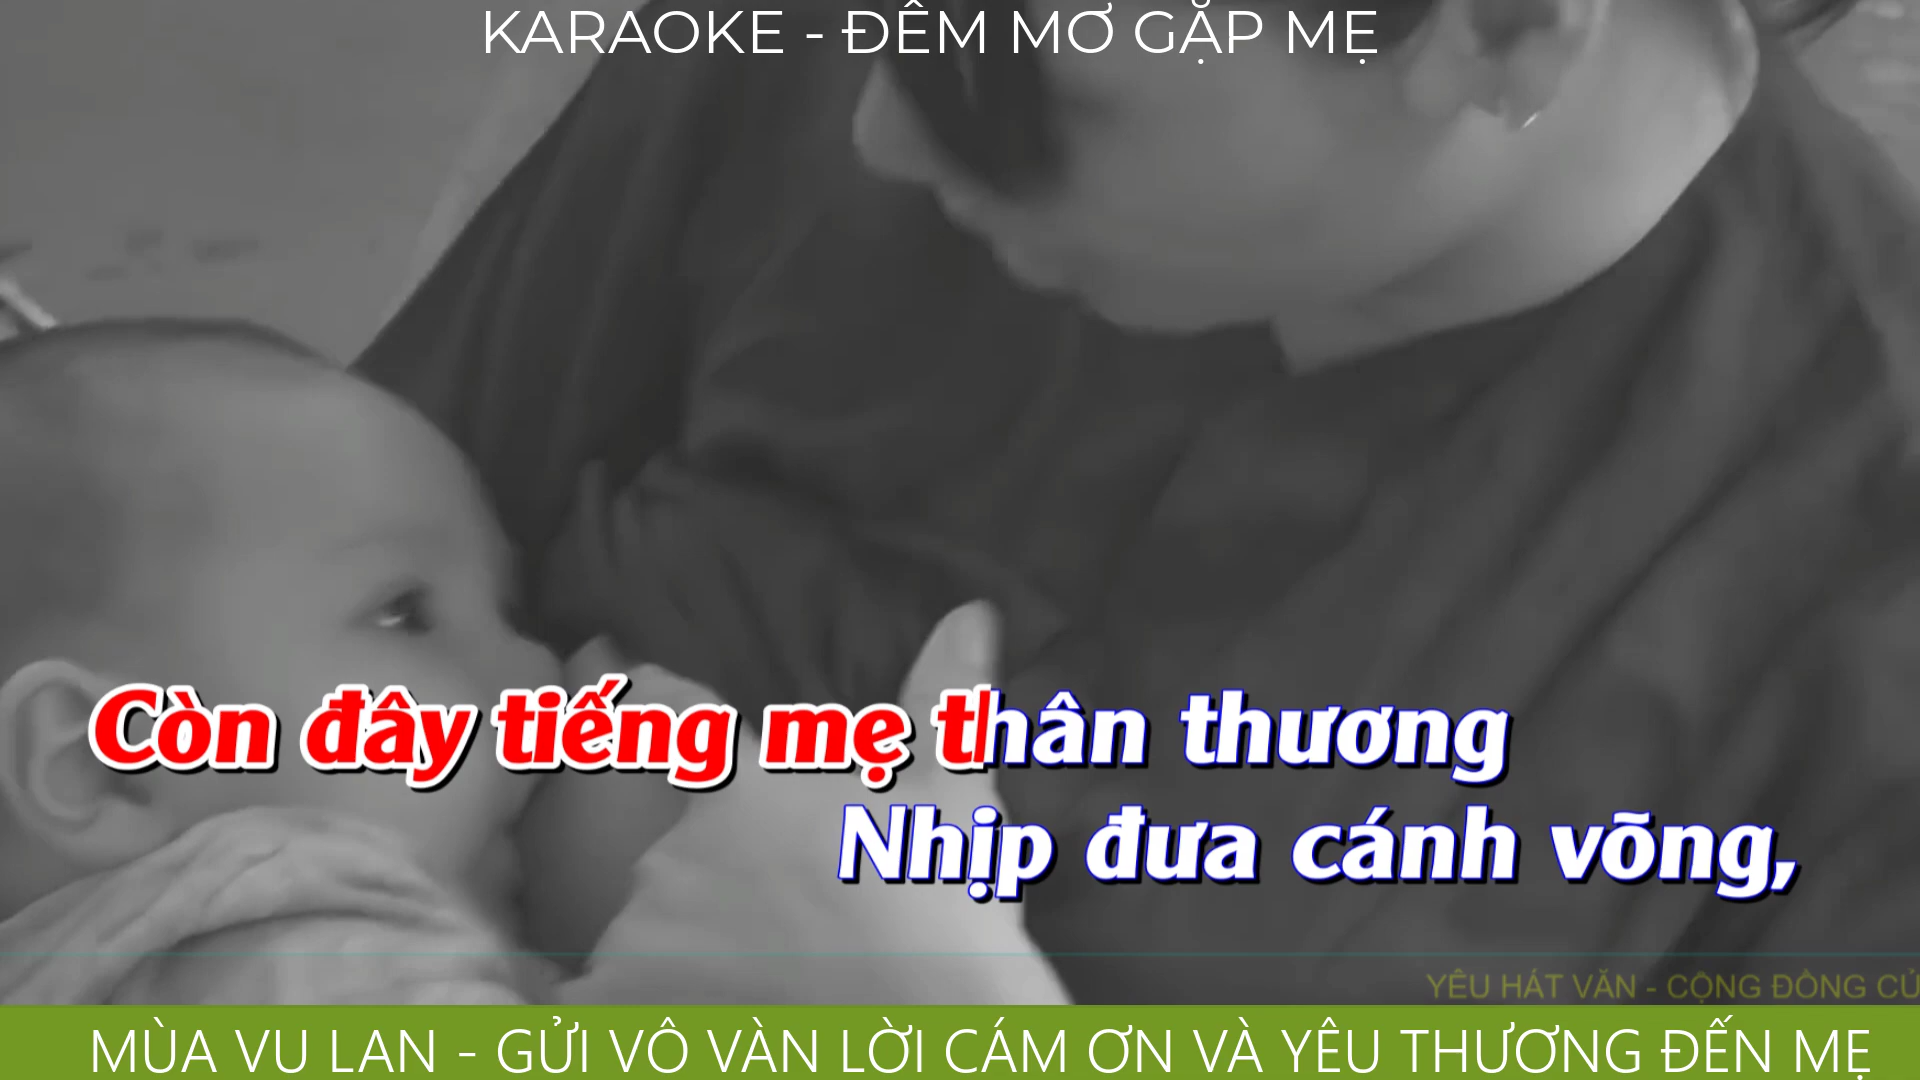 KARAOKE - ĐÊM MƠ GẶP MẸ
Còn đây tiếng mẹ thân thương
Nhịp đưa cánh võng,
YÊU HÁT VĂN - CỘNG ĐỒNG CỦ
MÙA VU LAN - GỬI VÔ VÀN LỜI CÁM ƠN VÀ YÊU THƯƠNG ĐẾN MẸ